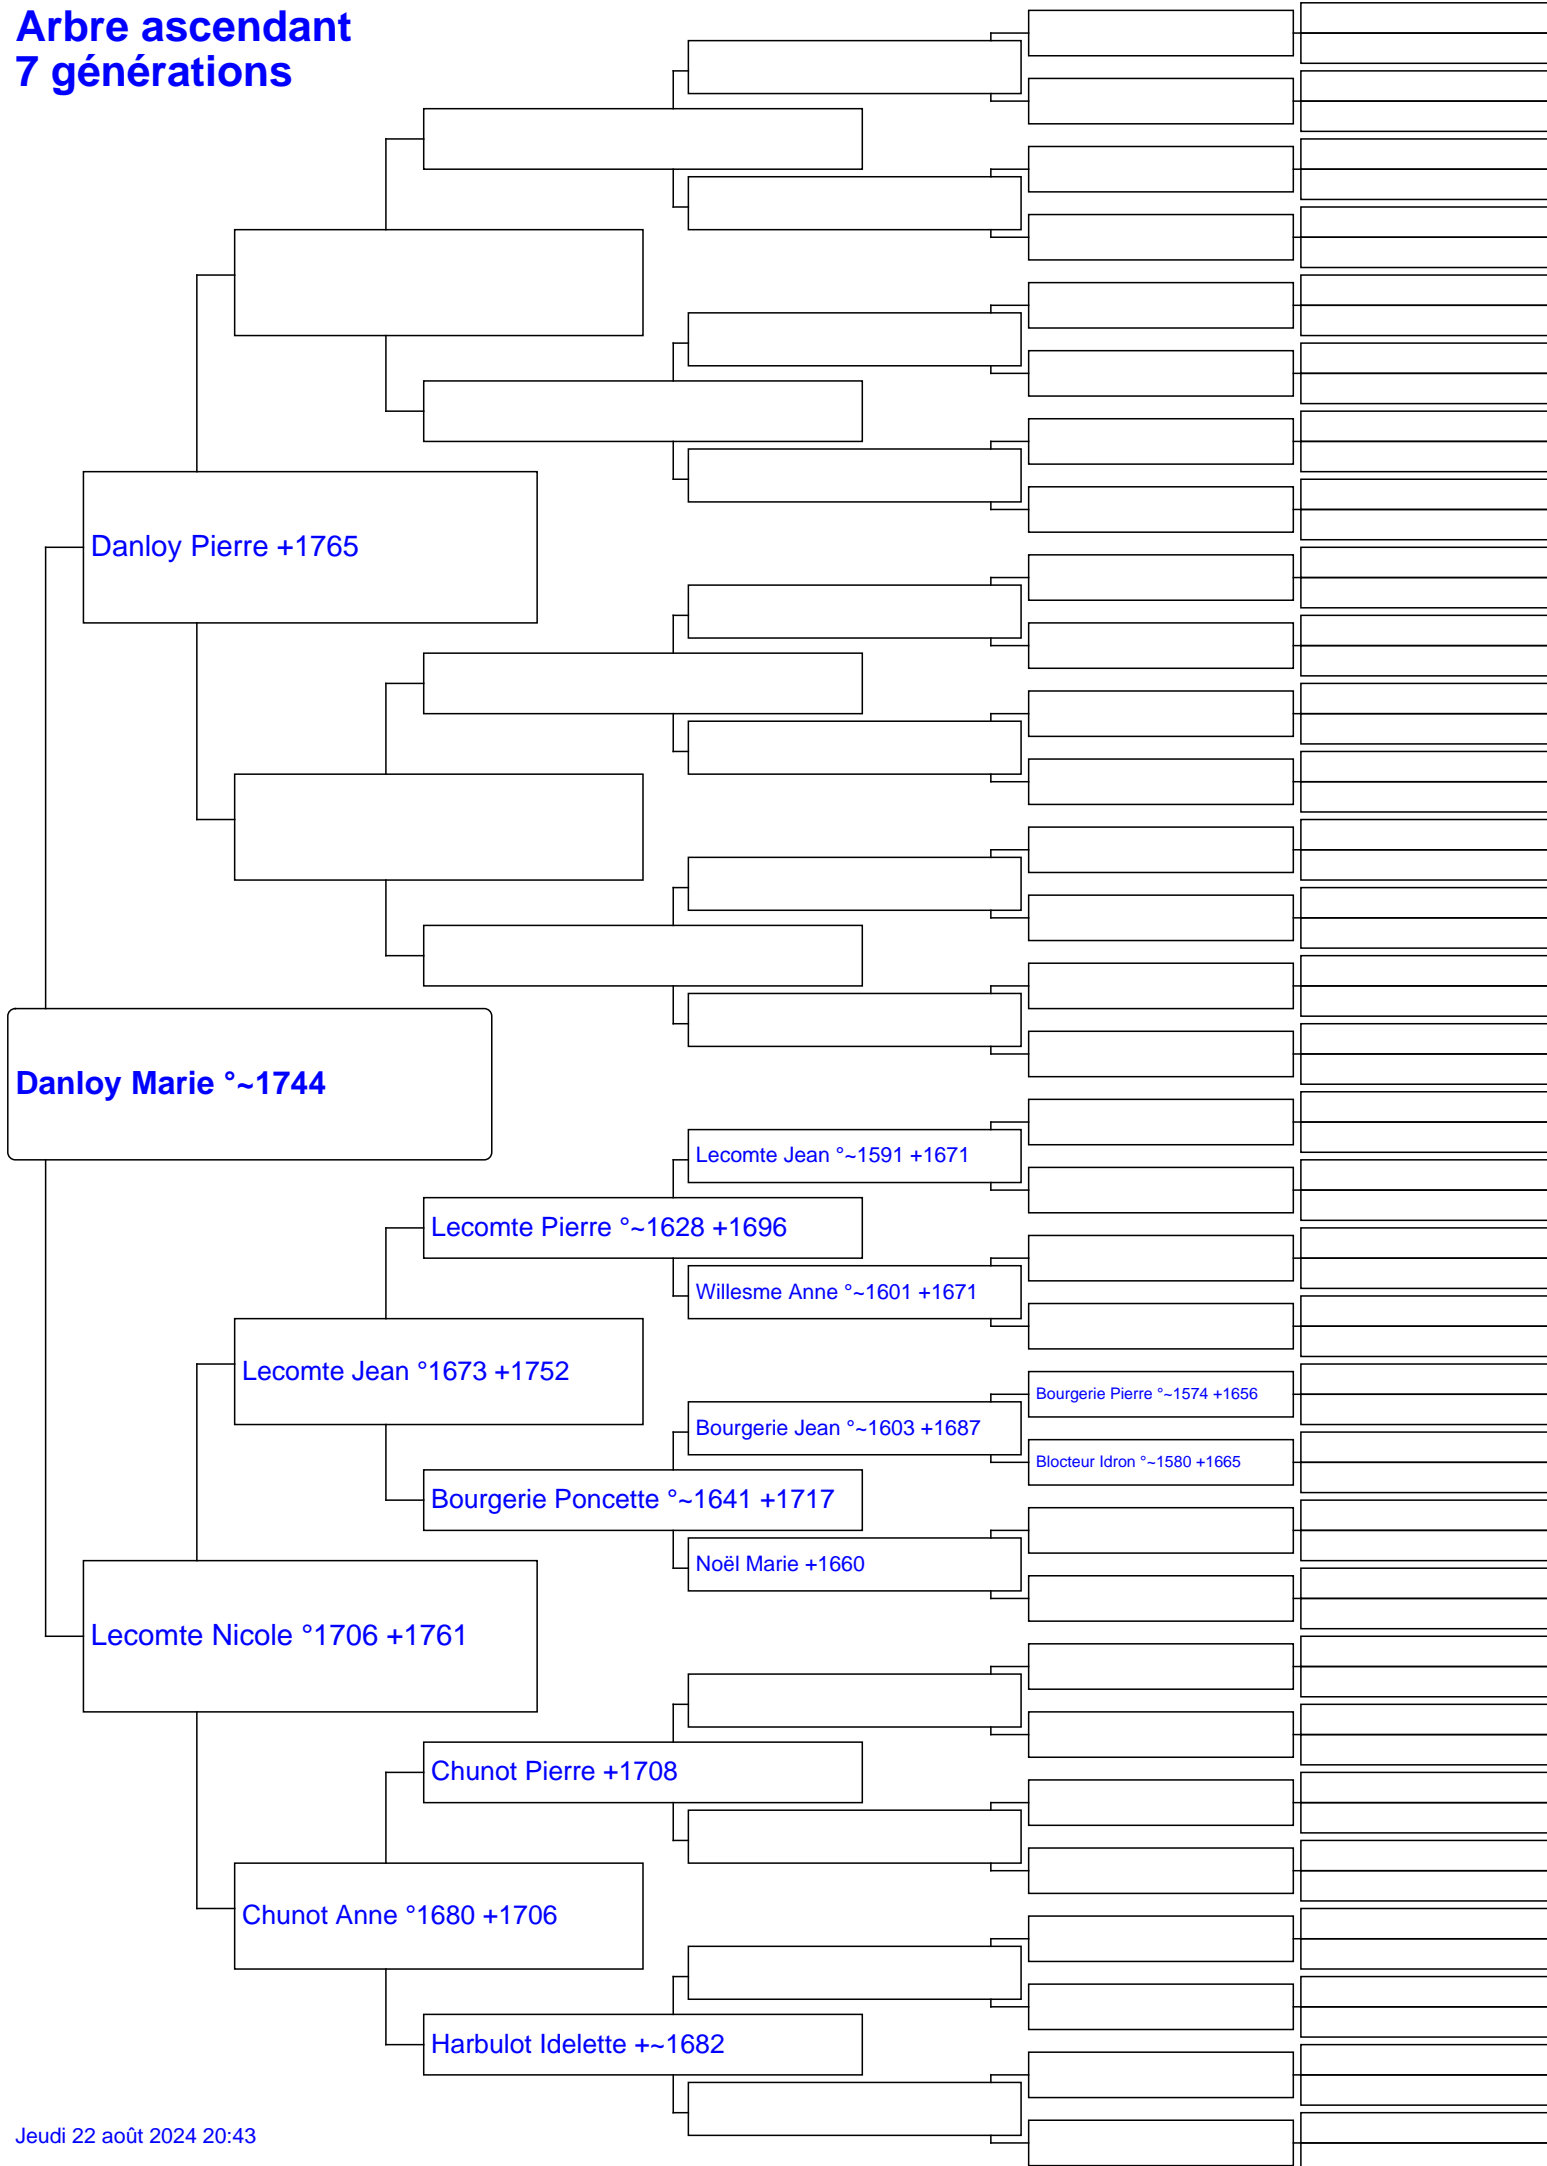 Arbre ascendant
7 générations
Danloy Pierre +1765
Danloy Marie °~1744
Lecomte Jean °~1591 +1671
Lecomte Pierre °~1628 +1696
Willesme Anne °~1601 +1671
Lecomte Jean °1673 +1752
Bourgerie Pierre °~1574 +1656
Bourgerie Jean °~1603 +1687
Blocteur Idron °~1580 +1665
Bourgerie Poncette °~1641 +1717
Noël Marie +1660
Lecomte Nicole °1706 +1761
Chunot Pierre +1708
Chunot Anne °1680 +1706
Harbulot Idelette +~1682
Jeudi 22 août 2024 20:43